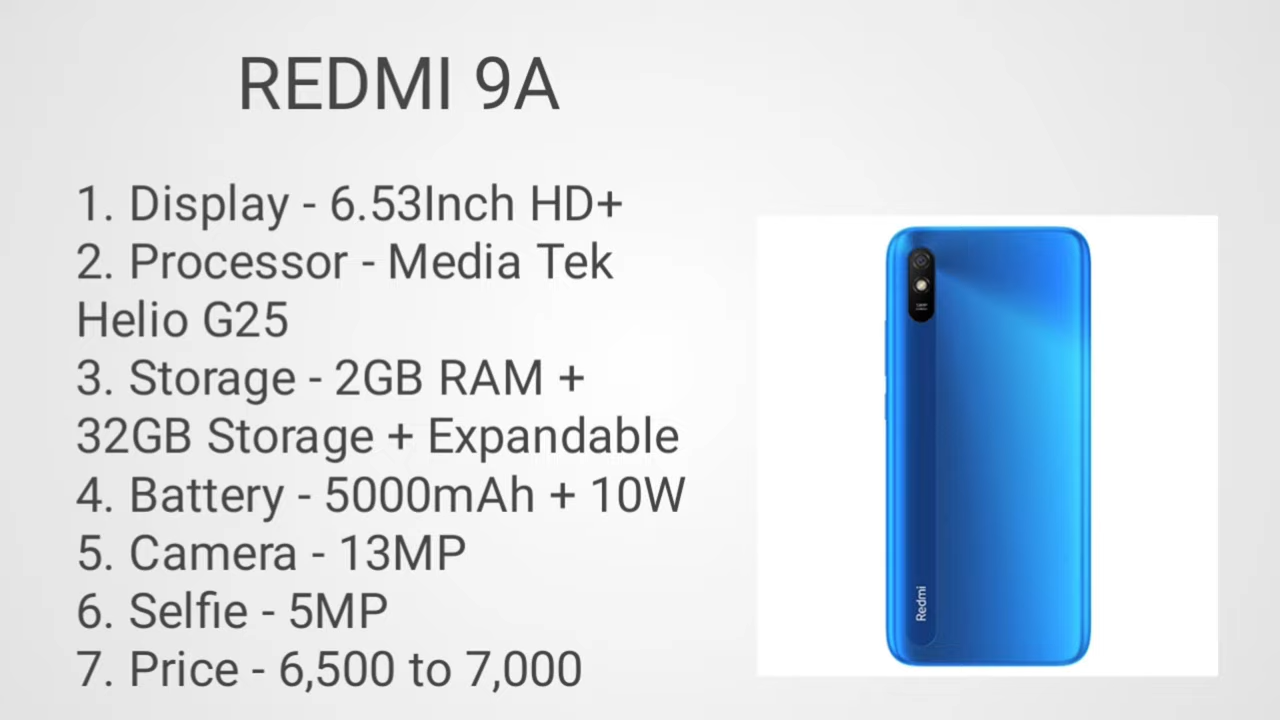 REDMI 9A
1. Display - 6.53Inch HD+
2. Processor - Media Tek
Helio G25
3. Storage - 2GB RAM +
32GB Storage + Expandable
4. Battery - 5000mAh + 10W
5. Camera - 13MP
6. Selfie - 5MP
7. Price - 6,500 to 7,000
Redmi